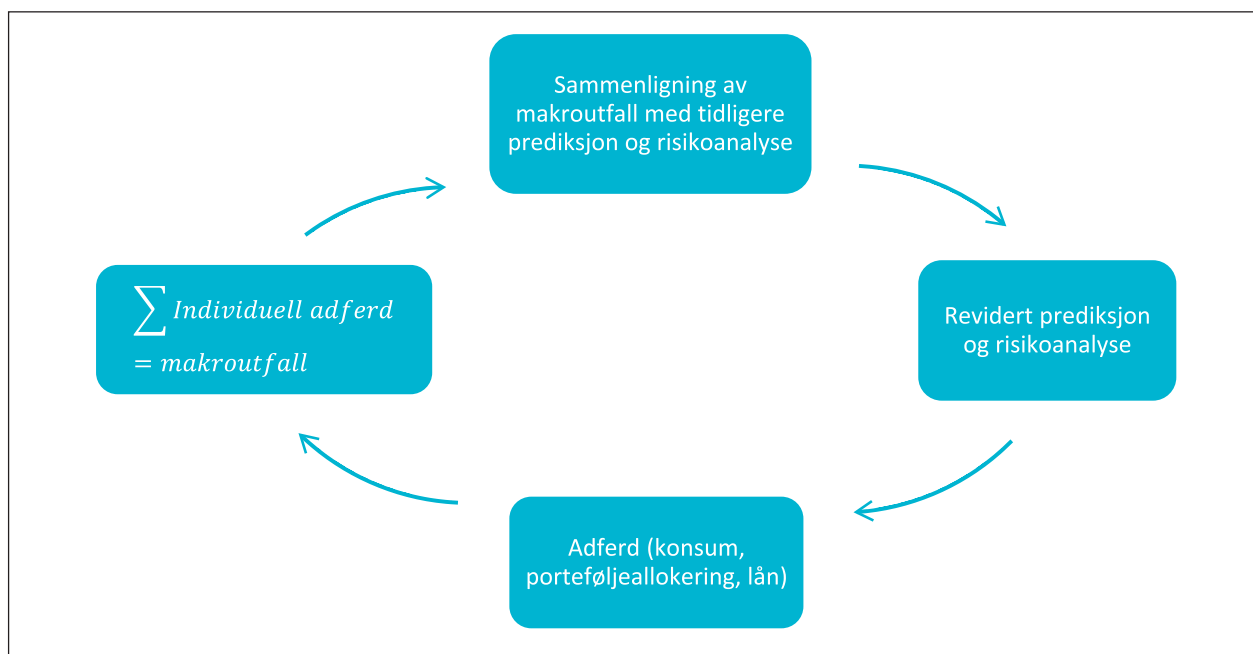 Sammenligning av
makroutfall med tidligere
prediksjon og risikoanalyse
Revidert prediksjon
og risikoanalyse
Adferd (konsum,
porteføljeallokering, lån)
∑ Individuell adferd
= makroutfall